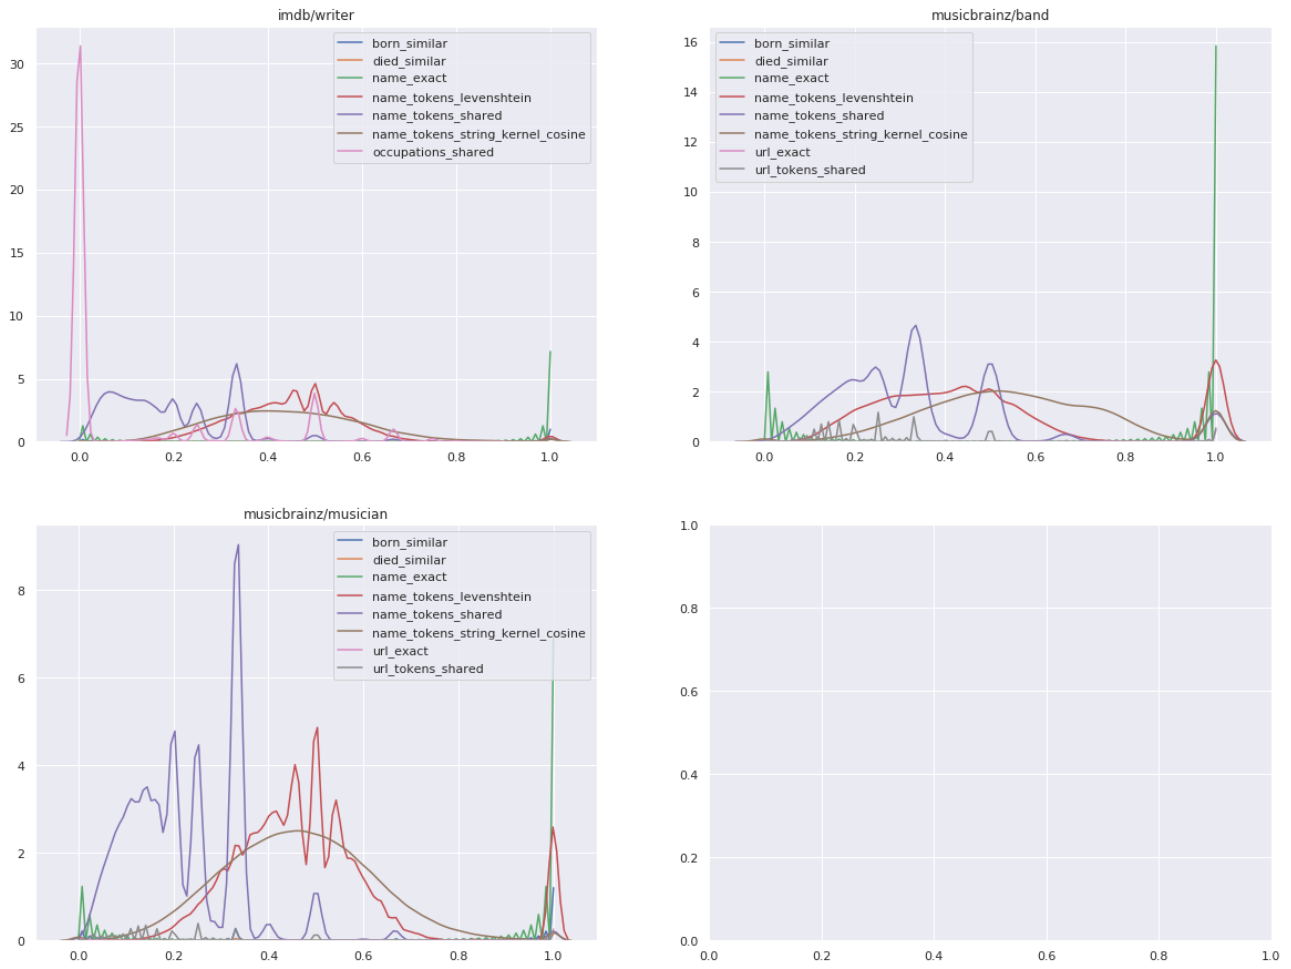 imdb/writer
born_similar
died_similar
name_exact
name_tokens_levenshtein
name_tokens_shared
name_tokens_string_kernel_cosine
occupations_shared
30
25
20
15
10
5
0
0.0 0.2 0.4 0.6 0.8 1.0
musicbrainz/band
born_similar
died_similar
name_exact
name_tokens_levenshtein
name_tokens_shared
name_tokens_string_kernel_cosine
url_exact
url_tokens_shared
16
14
12
10
8
6
4
2
0
0.0 0.2 0.4 0.6 0.8 1.0
musicbrainz/musician
born_similar
died_similar
name_exact
name_tokens_levenshtein
name_tokens_shared
name_tokens_string_kernel_cosine
url_exact
url_tokens_shared
8
6
4
2
0
0.0 0.2 0.4 0.6 0.8 1.0
1.0
0.8
0.6
0.4
0.2
0.0
0.0 0.2 0.4 0.6 0.8 1.0